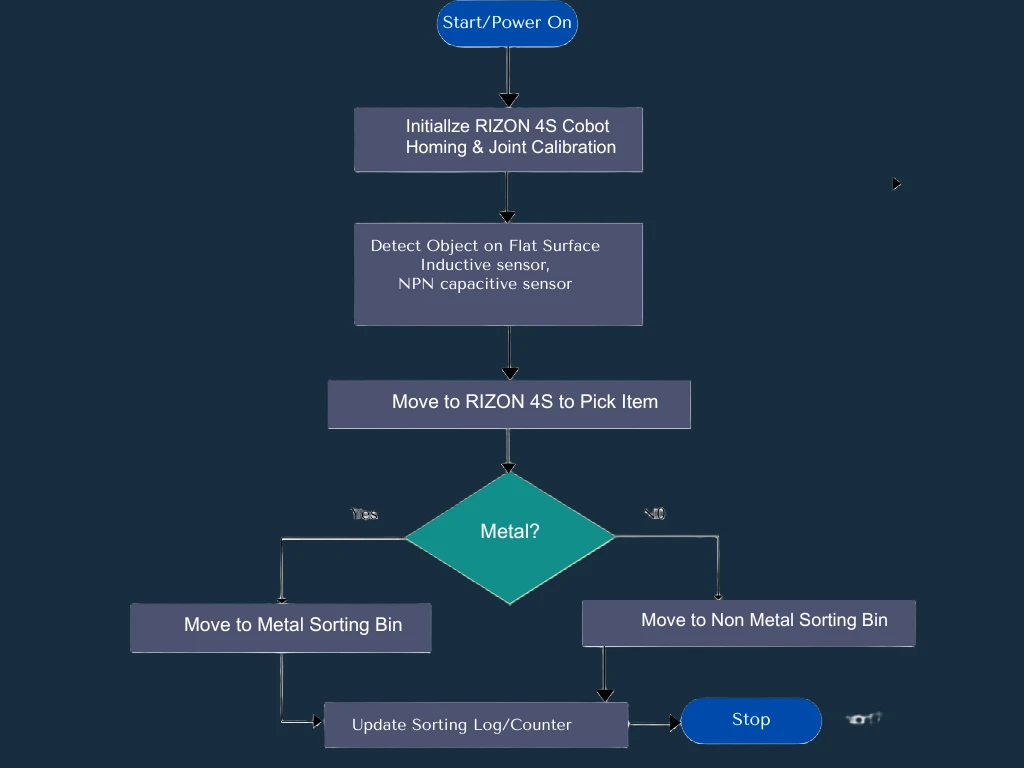 Start/Power On
Initiallze RIZON 4S Cobot
Homing & Joint Calibration
Detect Object on Flat Surface
Inductive sensor,
NPN capacitive sensor
Move to RIZON 4S to Pick Item
Metal?
Yes
Move to Metal Sorting Bin
Move to Non Metal Sorting Bin
Update Sorting Log/Counter
Stop